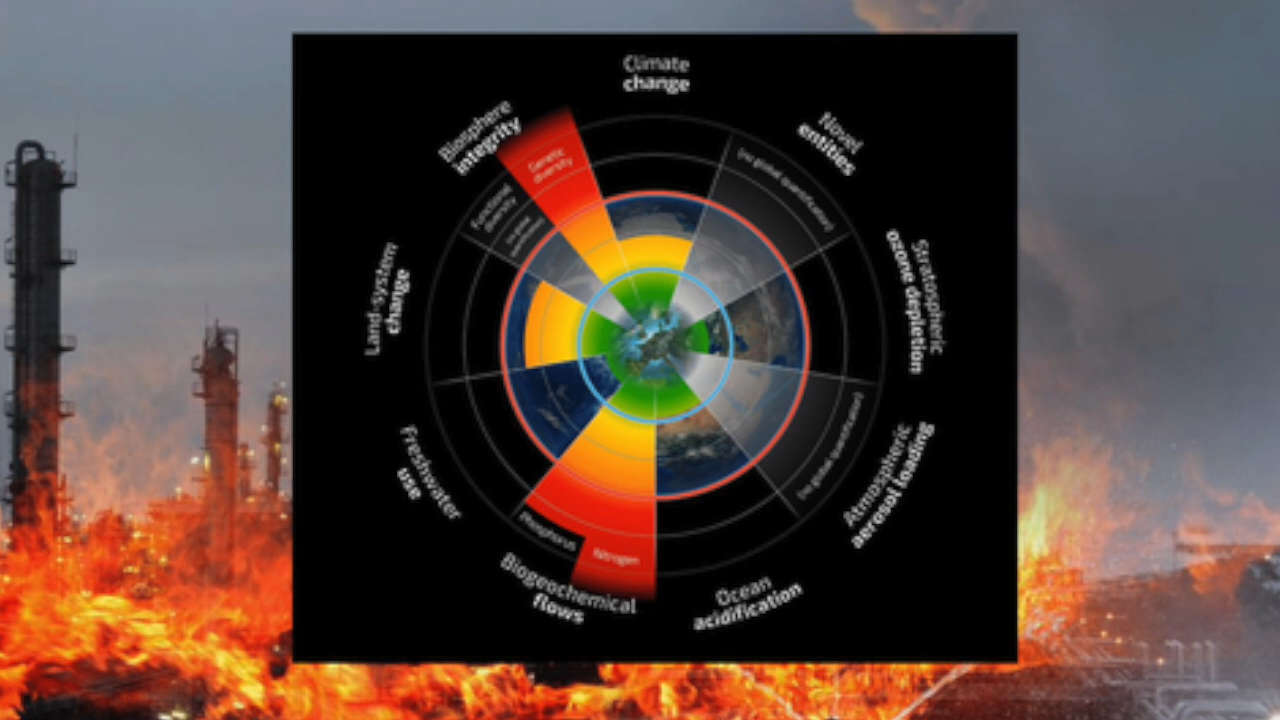 Climate
change
Novel
entities
(no global quantification)
Stratospheric
ozone depletion
(no global quantification)
Atmospheric
aerosol loading
Ocean
acidification
Nitrogen
Phosphorus
Biogeochemical
flows
Freshwater
use
Land-system
change
Functional
diversity
Biosphere
integrity
Genetic
diversity